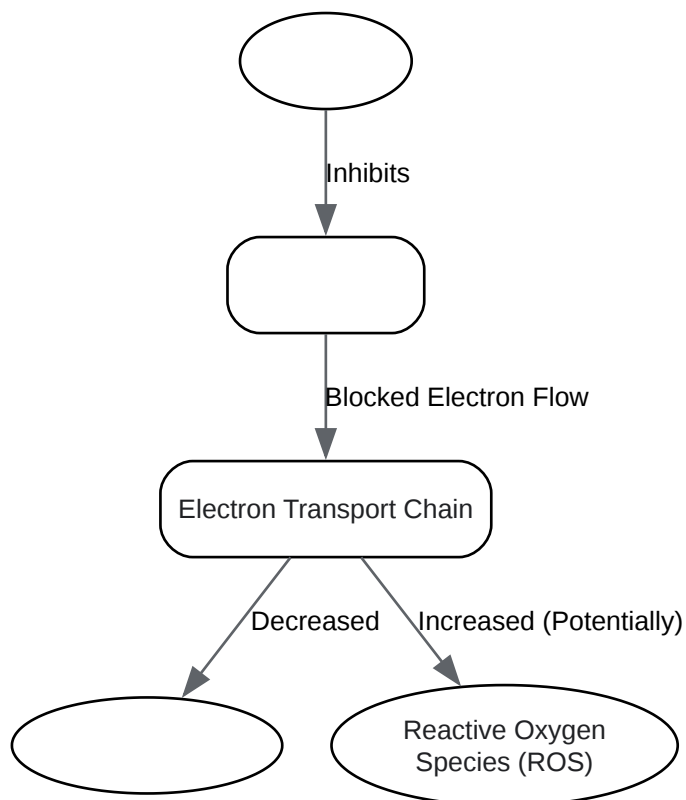 Inhibits
Blocked Electron Flow
Electron Transport Chain
Decreased
Increased (Potentially)
Reactive Oxygen
Species (ROS)